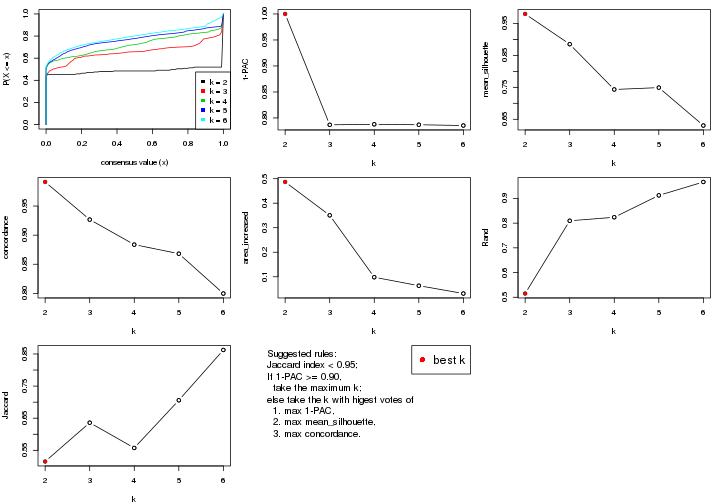 P(X <= x)
0.0 0.2 0.4 0.6 0.8 1.0
k = 2
k = 3
k = 4
k = 5
k = 6
0.0 0.2 0.4 0.6 0.8 1.0
consensus value (x)
1-PAC
0.80 0.85 0.90 0.95 1.00
2 3 4 5 6
k
mean_silhouette
0.65 0.75 0.85 0.95
2 3 4 5 6
k
concordance
0.80 0.85 0.90 0.95
2 3 4 5 6
k
area_increased
0.1 0.2 0.3 0.4 0.5
2 3 4 5 6
k
Rand
0.5 0.6 0.7 0.8 0.9
2 3 4 5 6
k
Jaccard
0.55 0.65 0.75 0.85
2 3 4 5 6
k
Suggested rules:
Jaccard index < 0.95;
If 1-PAC >= 0.90,
take the maximum k;
else take the k with higest votes of
1. max 1-PAC,
2. max mean_silhouette,
3. max concordance.
best k